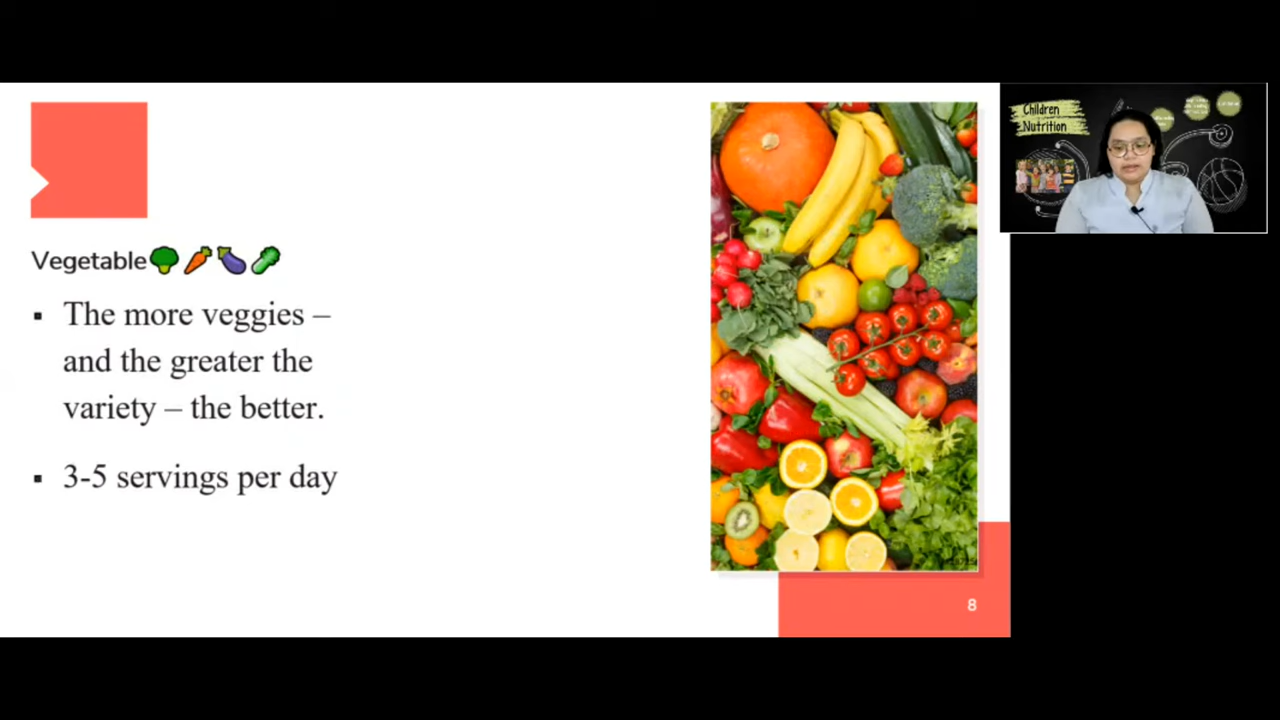 Vegetable
▪ The more veggies –
and the greater the
variety – the better.
▪ 3-5 servings per day
8
Children
Nutrition